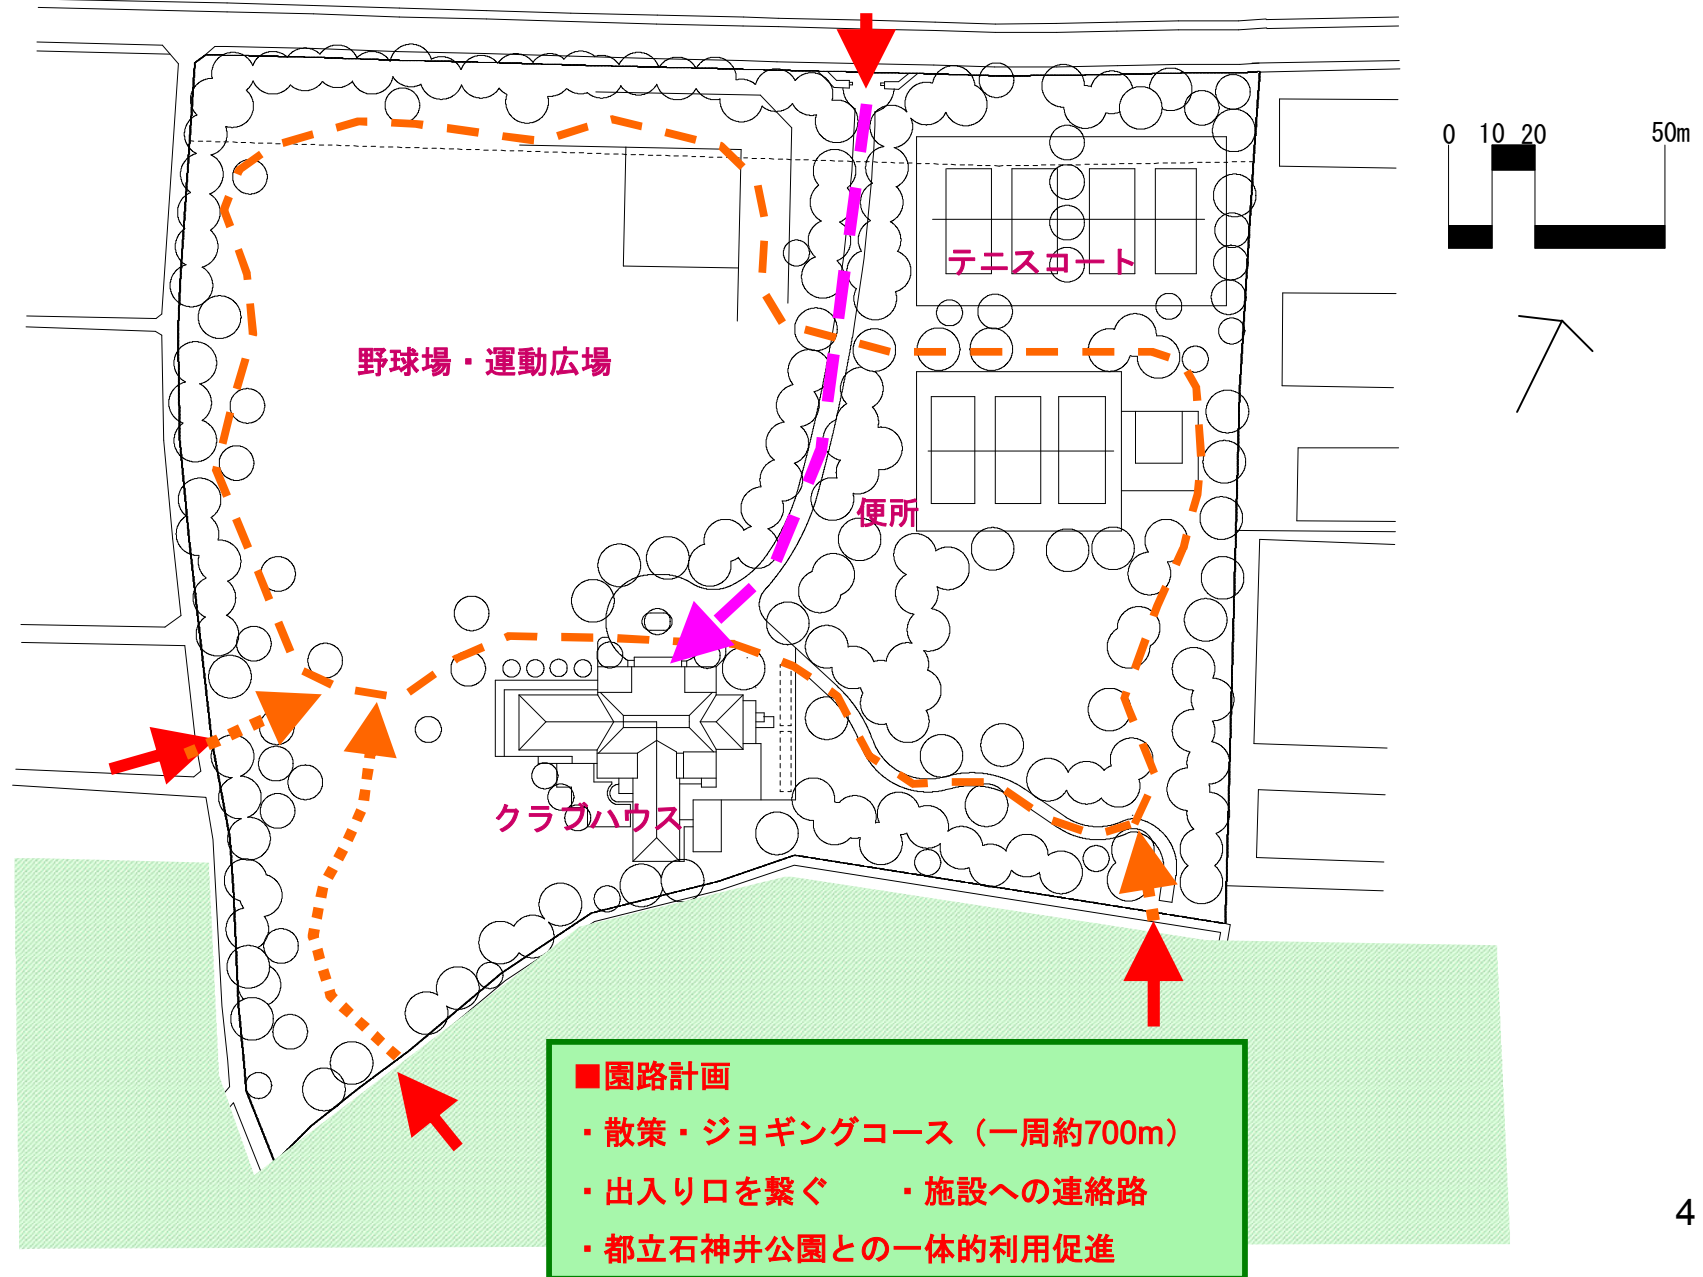 0 10 20 50m
テニスコート
野球場・運動広場
便所
クラブハウス
■園路計画
・散策・ジョギングコース（一周約700m）
・出入り口を繋ぐ ・施設への連絡路
・都立石神井公園との一体的利用促進
4